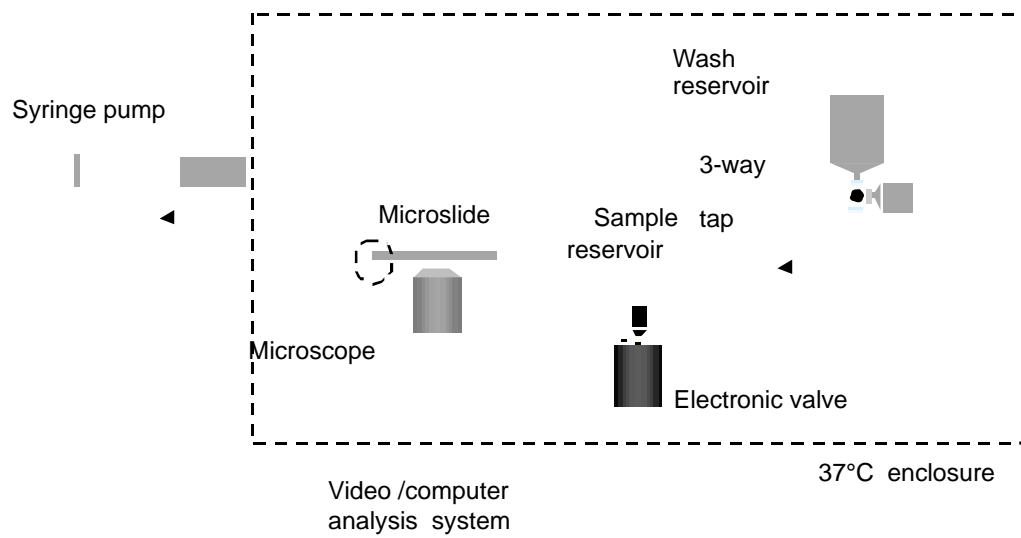 Wash
reservoir
Syringe pump
3-way
Microslide
Sample tap
reservoir
Microscope
Electronic valve
37°C enclosure
Video /computer
analysis system